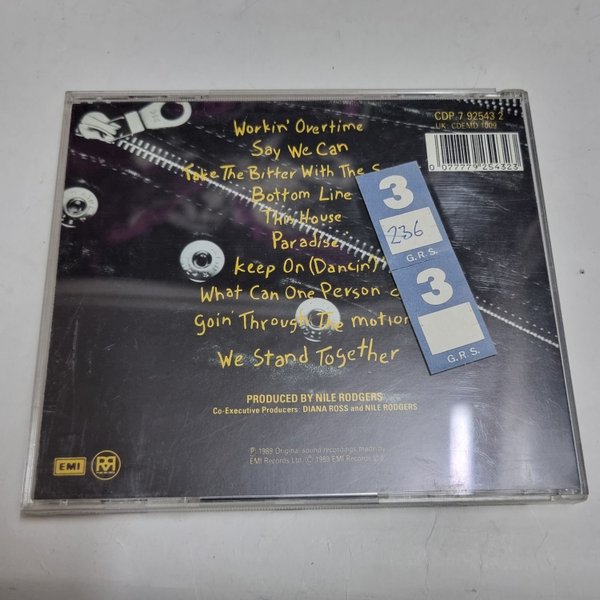 CDP 7 92543 2
UK: CDEMD 1009
0 077779 254323
Workin' Overtime
Say We Can
Take The Bitter With The S
Bottom Line
This House
Paradise
Keep On (Dancin')
What Can One Person
Goin' Through The motion
We Stand Together
3
236
G.R.S.
3
G.R.S.
PRODUCED BY NILE RODGERS
Co-Executive Producers: DIANA ROSS and NILE RODGERS
P: 1989 Original sound recordings made by
EMI Records Ltd. © 1989 EMI Records
EMI